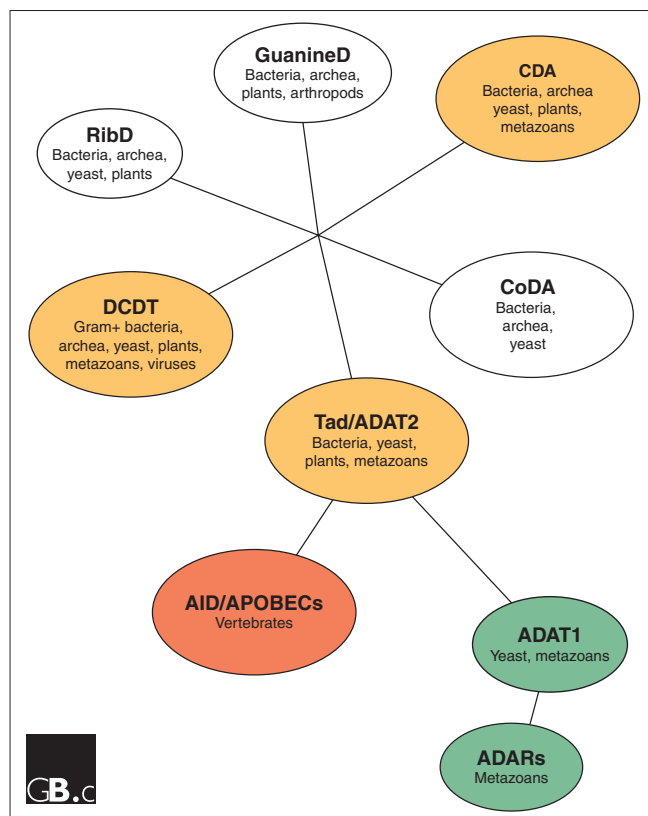 GuanineD
Bacteria, archea,
plants, arthropods
CDA
Bacteria, archea
yeast, plants,
metazoans
RibD
Bacteria, archea,
yeast, plants
CoDA
Bacteria,
archea,
yeast
DCDT
Gram+ bacteria,
archea, yeast, plants,
metazoans, viruses
Tad/ADAT2
Bacteria, yeast,
plants, metazoans
AID/APOBECs
Vertebrates
ADAT1
Yeast, metazoans
ADARs
Metazoans
GB.c